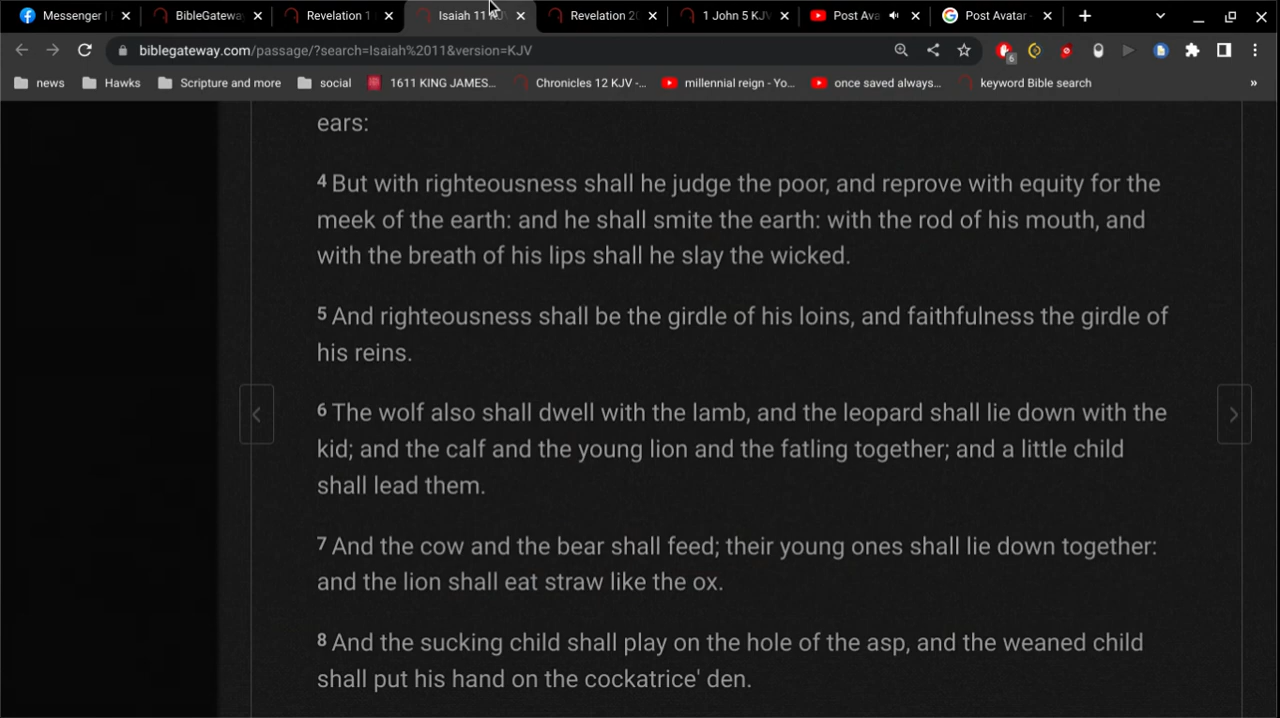 Messenger |
BibleGateway
Revelation 1
Isaiah 11 KJV
Revelation 20
1 John 5 KJV
Post Ava
Post Avatar
biblegateway.com/passage/?search=Isaiah%2011&version=KJV
6
news
Hawks
Scripture and more
social
1611 KING JAMES...
Chronicles 12 KJV -...
millennial reign - Yo...
once saved always...
keyword Bible search
»
ears:
4 But with righteousness shall he judge the poor, and reprove with equity for the
meek of the earth: and he shall smite the earth: with the rod of his mouth, and
with the breath of his lips shall he slay the wicked.
5 And righteousness shall be the girdle of his loins, and faithfulness the girdle of
his reins.
6 The wolf also shall dwell with the lamb, and the leopard shall lie down with the
kid; and the calf and the young lion and the fatling together; and a little child
shall lead them.
7 And the cow and the bear shall feed; their young ones shall lie down together:
and the lion shall eat straw like the ox.
8 And the sucking child shall play on the hole of the asp, and the weaned child
shall put his hand on the cockatrice' den.